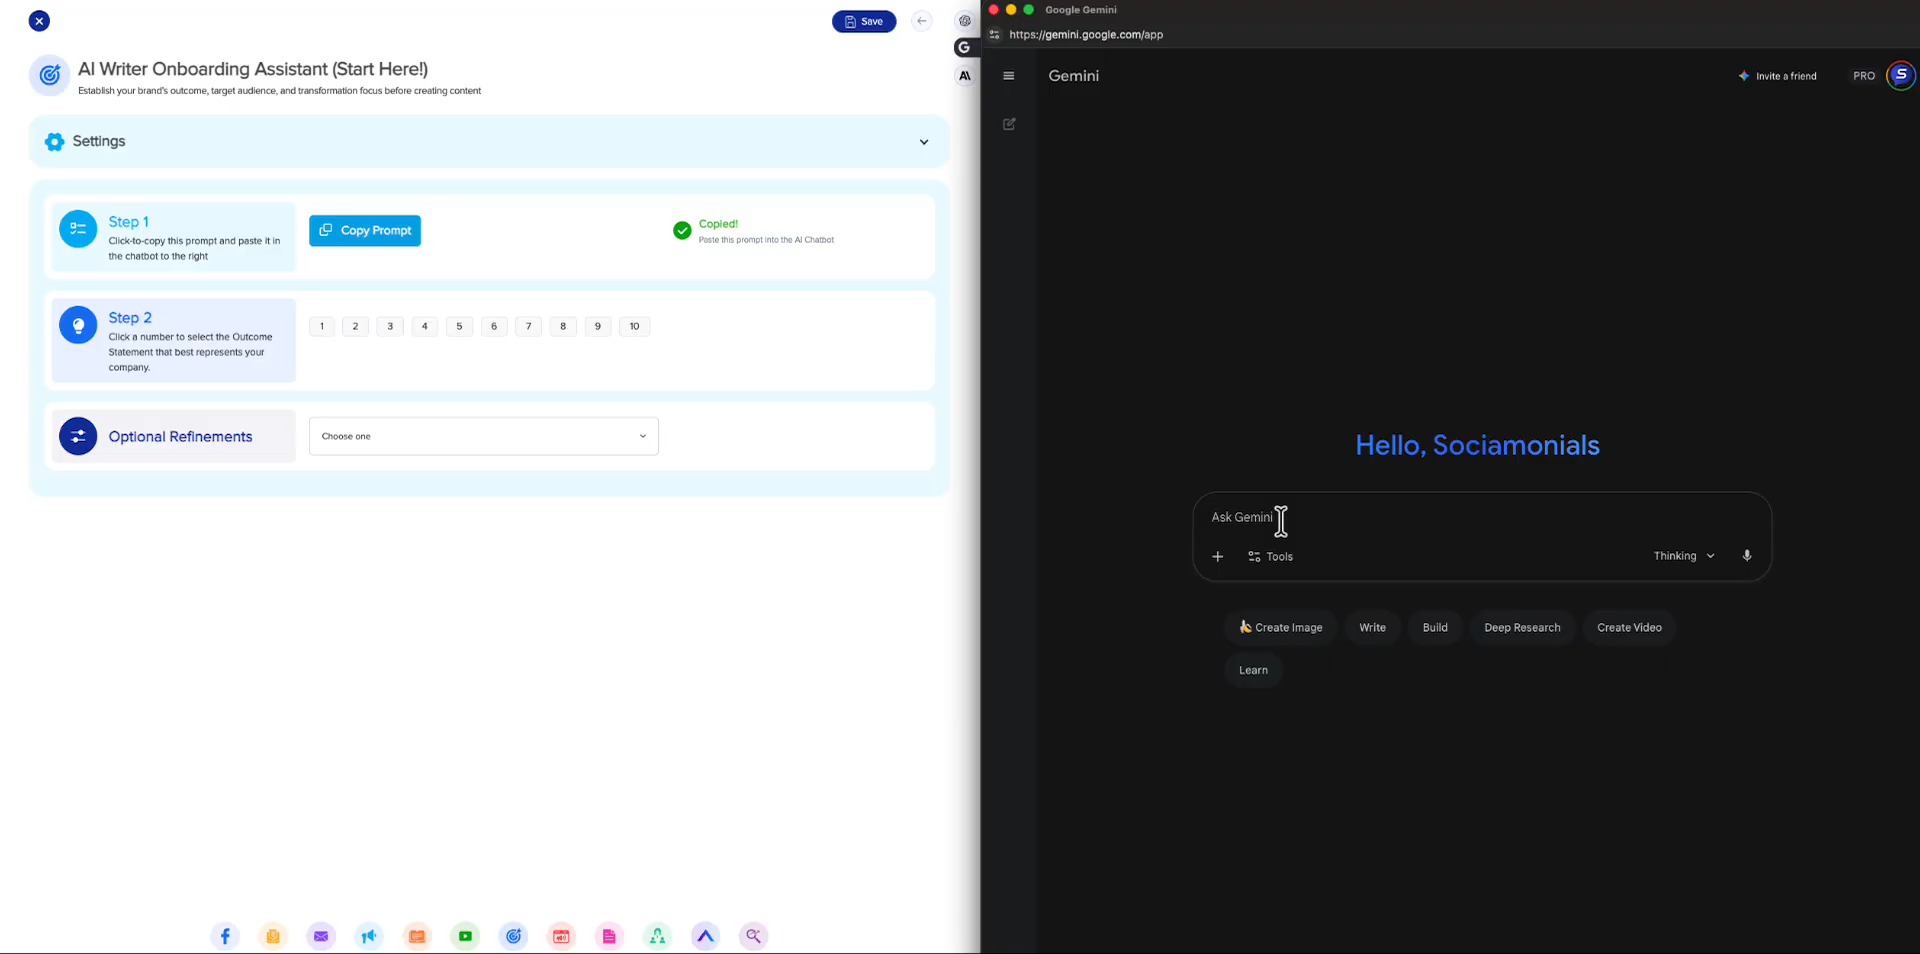 Save
AI Writer Onboarding Assistant (Start Here!)
Establish your brand's outcome, target audience, and transformation focus before creating content
Settings
Step 1
Click-to-copy this prompt and paste it in
the chatbot to the right
Copy Prompt
Copied!
Paste this prompt into the AI Chatbot
Step 2
Click a number to select the Outcome
Statement that best represents your
company.
1 2 3 4 5 6 7 8 9 10
Optional Refinements
Choose one
G
A\
Google Gemini
https://gemini.google.com/app
Gemini
Invite a friend
PRO
S
Hello, Sociamonials
Ask Gemini
Tools
Thinking
Create Image
Write
Build
Deep Research
Create Video
Learn